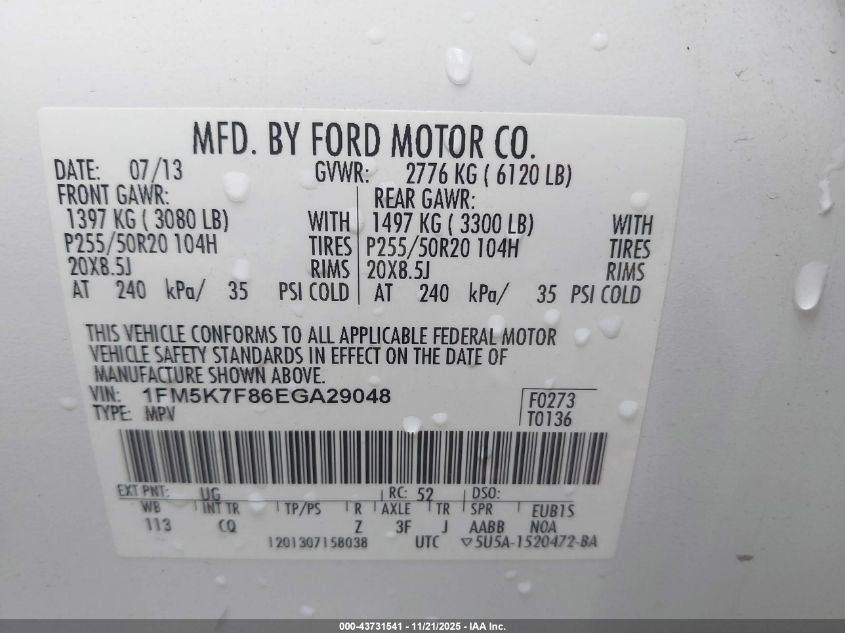 MFD. BY FORD MOTOR CO.
DATE: 07/13 GVWR: 2776 KG ( 6120 LB)
FRONT GAWR: REAR GAWR:
1397 KG ( 3080 LB) WITH 1497 KG ( 3300 LB) WITH
P255/50R20 104H TIRES P255/50R20 104H TIRES
20X8.5J RIMS 20X8.5J RIMS
AT 240 kPa/ 35 PSI COLD AT 240 kPa/ 35 PSI COLD
THIS VEHICLE CONFORMS TO ALL APPLICABLE FEDERAL MOTOR
VEHICLE SAFETY STANDARDS IN EFFECT ON THE DATE OF
MANUFACTURE SHOWN ABOVE.
VIN: 1FM5K7F86EGA29048 F0273
TYPE: MPV T0136
EXT PNT: UG RC: 52 DSO:
WB INT TR TP/PS R AXLE TR SPR EUB1S
113 CQ Z 3F J AABB NOA
1201307158038 UTC ▽5U5A-1520472-BA
000-43731541 - 11/21/2025 - IAA Inc.